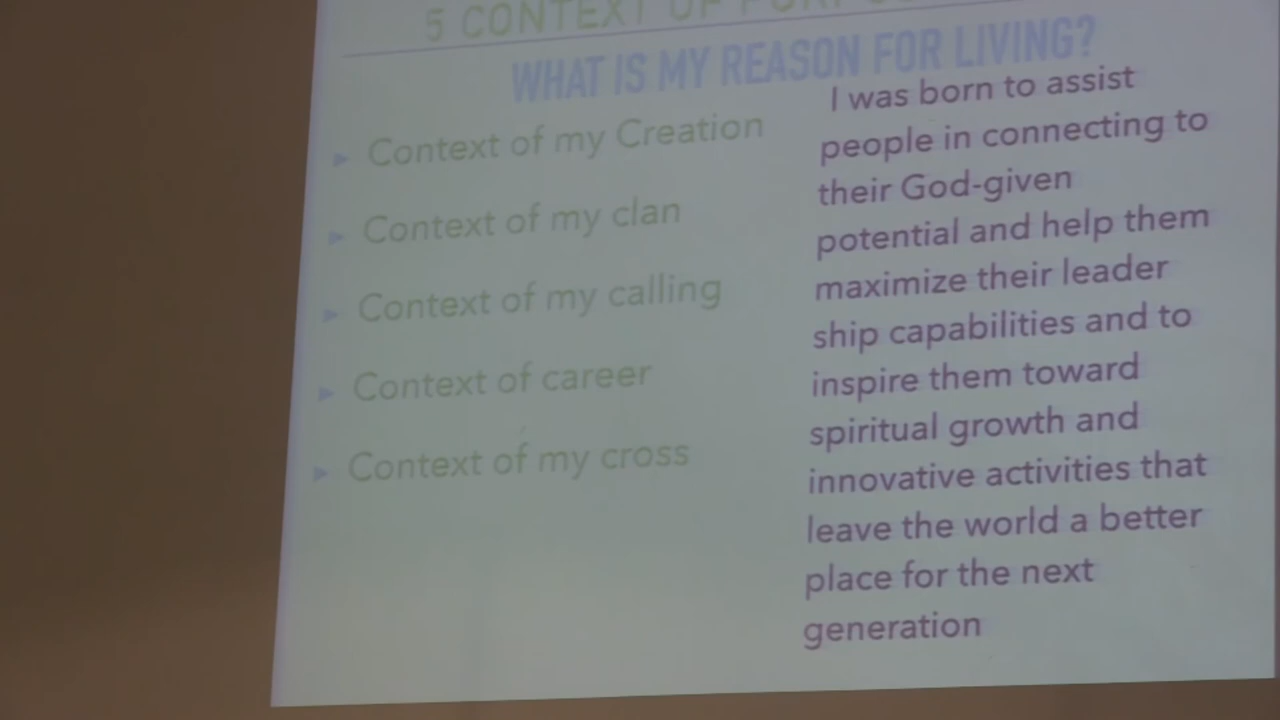 5 CONTEXT OF
WHAT IS MY REASON FOR LIVING?
Context of my Creation
Context of my clan
Context of my calling
Context of career
Context of my cross
I was born to assist
people in connecting to
their God-given
potential and help them
maximize their leader
ship capabilities and to
inspire them toward
spiritual growth and
innovative activities that
leave the world a better
place for the next
generation